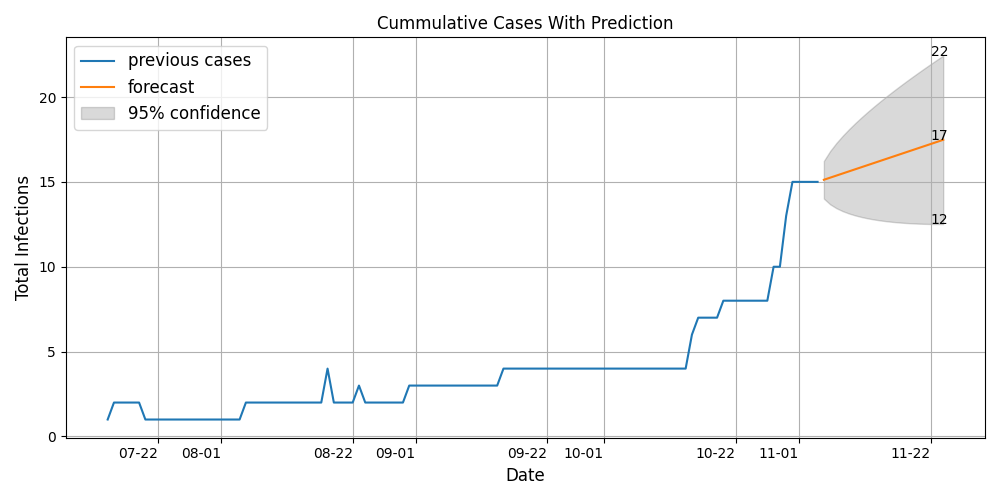 Cummulative Cases With Prediction
previous cases
forecast
95% confidence
22
17
12
Total Infections
20
15
10
5
0
07-22 08-01 08-22 09-01 09-22 10-01 10-22 11-01 11-22
Date